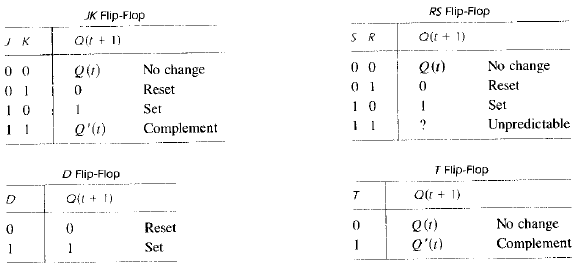 JK Flip-Flop
J K Q(t + 1)
0 0 Q(t) No change
0 1 0 Reset
1 0 1 Set
1 1 Q'(t) Complement
RS Flip-Flop
S R Q(t + 1)
0 0 Q(t) No change
0 1 0 Reset
1 0 1 Set
1 1 ? Unpredictable
D Flip-Flop
D Q(t + 1)
0 0 Reset
1 1 Set
T Flip-Flop
T Q(t + 1)
0 Q(t) No change
1 Q'(t) Complement